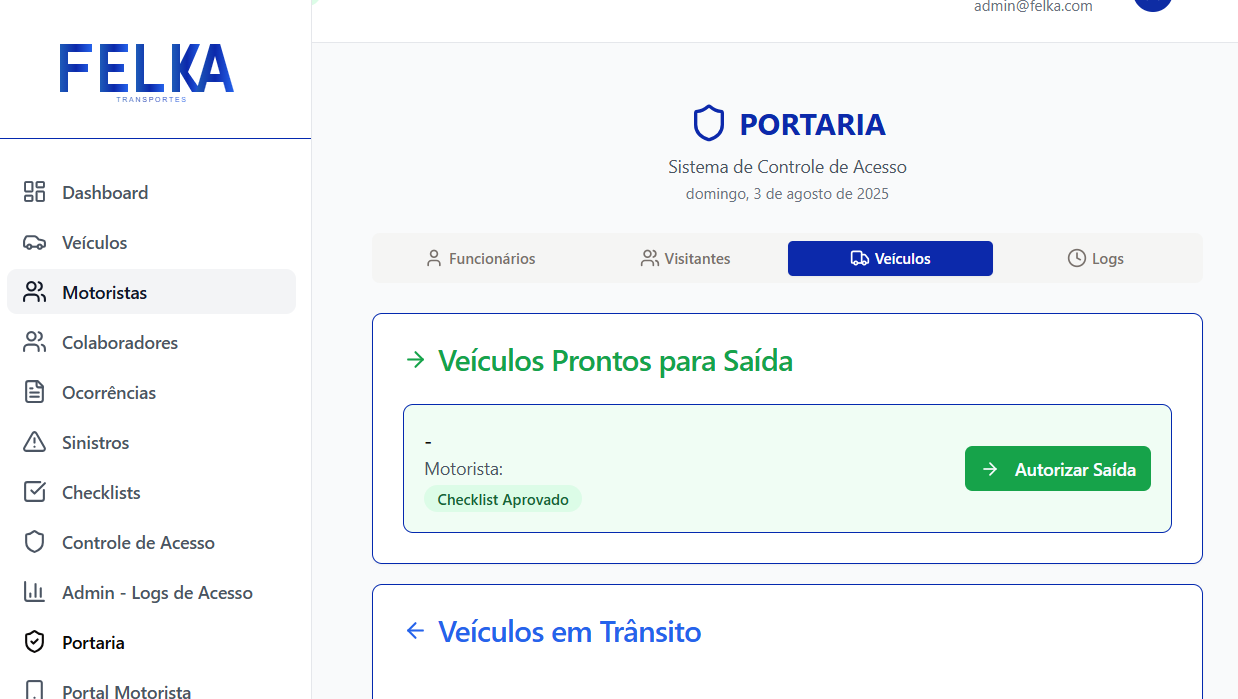 admin@felka.com
FELKA
TRANSPORTES
Dashboard
Veículos
Motoristas
Colaboradores
Ocorrências
Sinistros
Checklists
Controle de Acesso
Admin - Logs de Acesso
Portaria
Portal Motorista
PORTARIA
Sistema de Controle de Acesso
domingo, 3 de agosto de 2025
Funcionários Visitantes Veículos Logs
Veículos Prontos para Saída
-
Motorista:
Checklist Aprovado
Autorizar Saída
Veículos em Trânsito